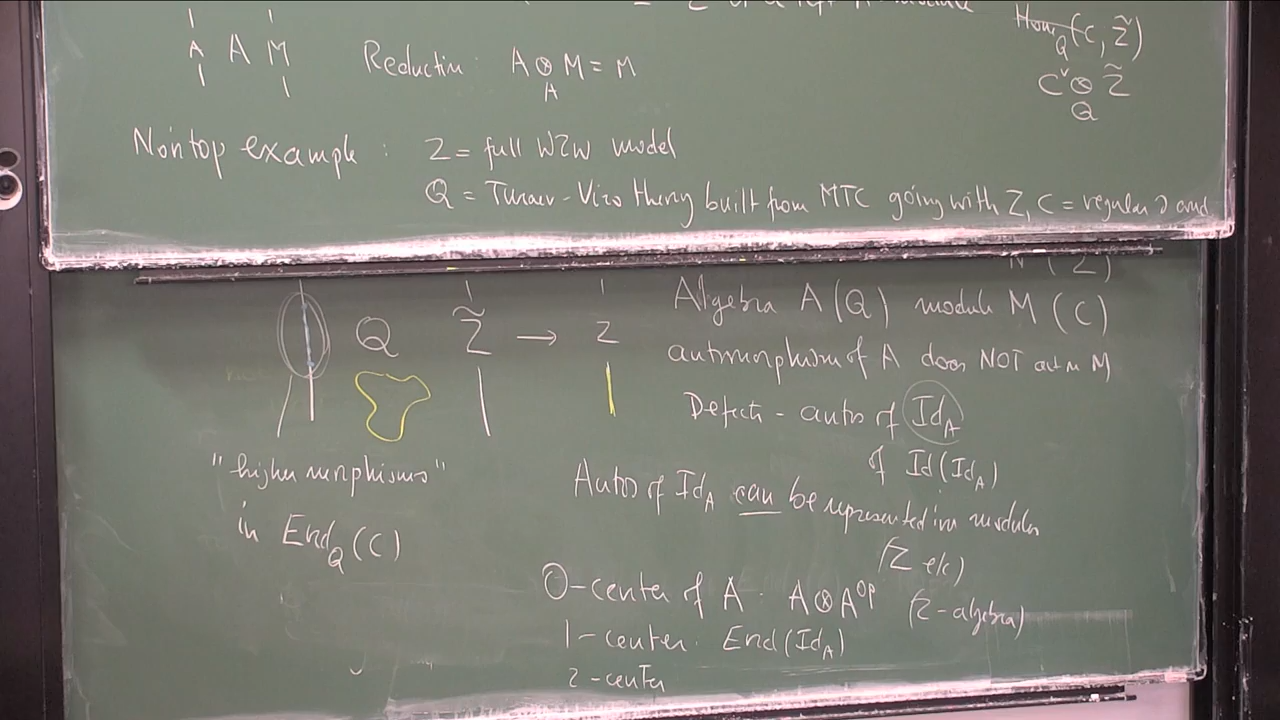 A A M
Reduction: A ⊗ M = M
A
Hom_Q(C, Z̃)
C^v ⊗ Z̃
Q
Nontop example: Z = full WZW model
Q = Turaev-Viro theory built from MTC going with Z, C = regular
Q Z̃ → Z
"higher morphisms"
in End_Q(C)
(Z)
Algebra A(Q) module M(C)
automorphism of A does NOT act on M
Defects - autos of Id_A
of Id(Id_A)
Autos of Id_A can be represented in modules
(Z etc)
0-center of A. A⊗A^op (2-algebra)
1-center. End(Id_A)
2-center